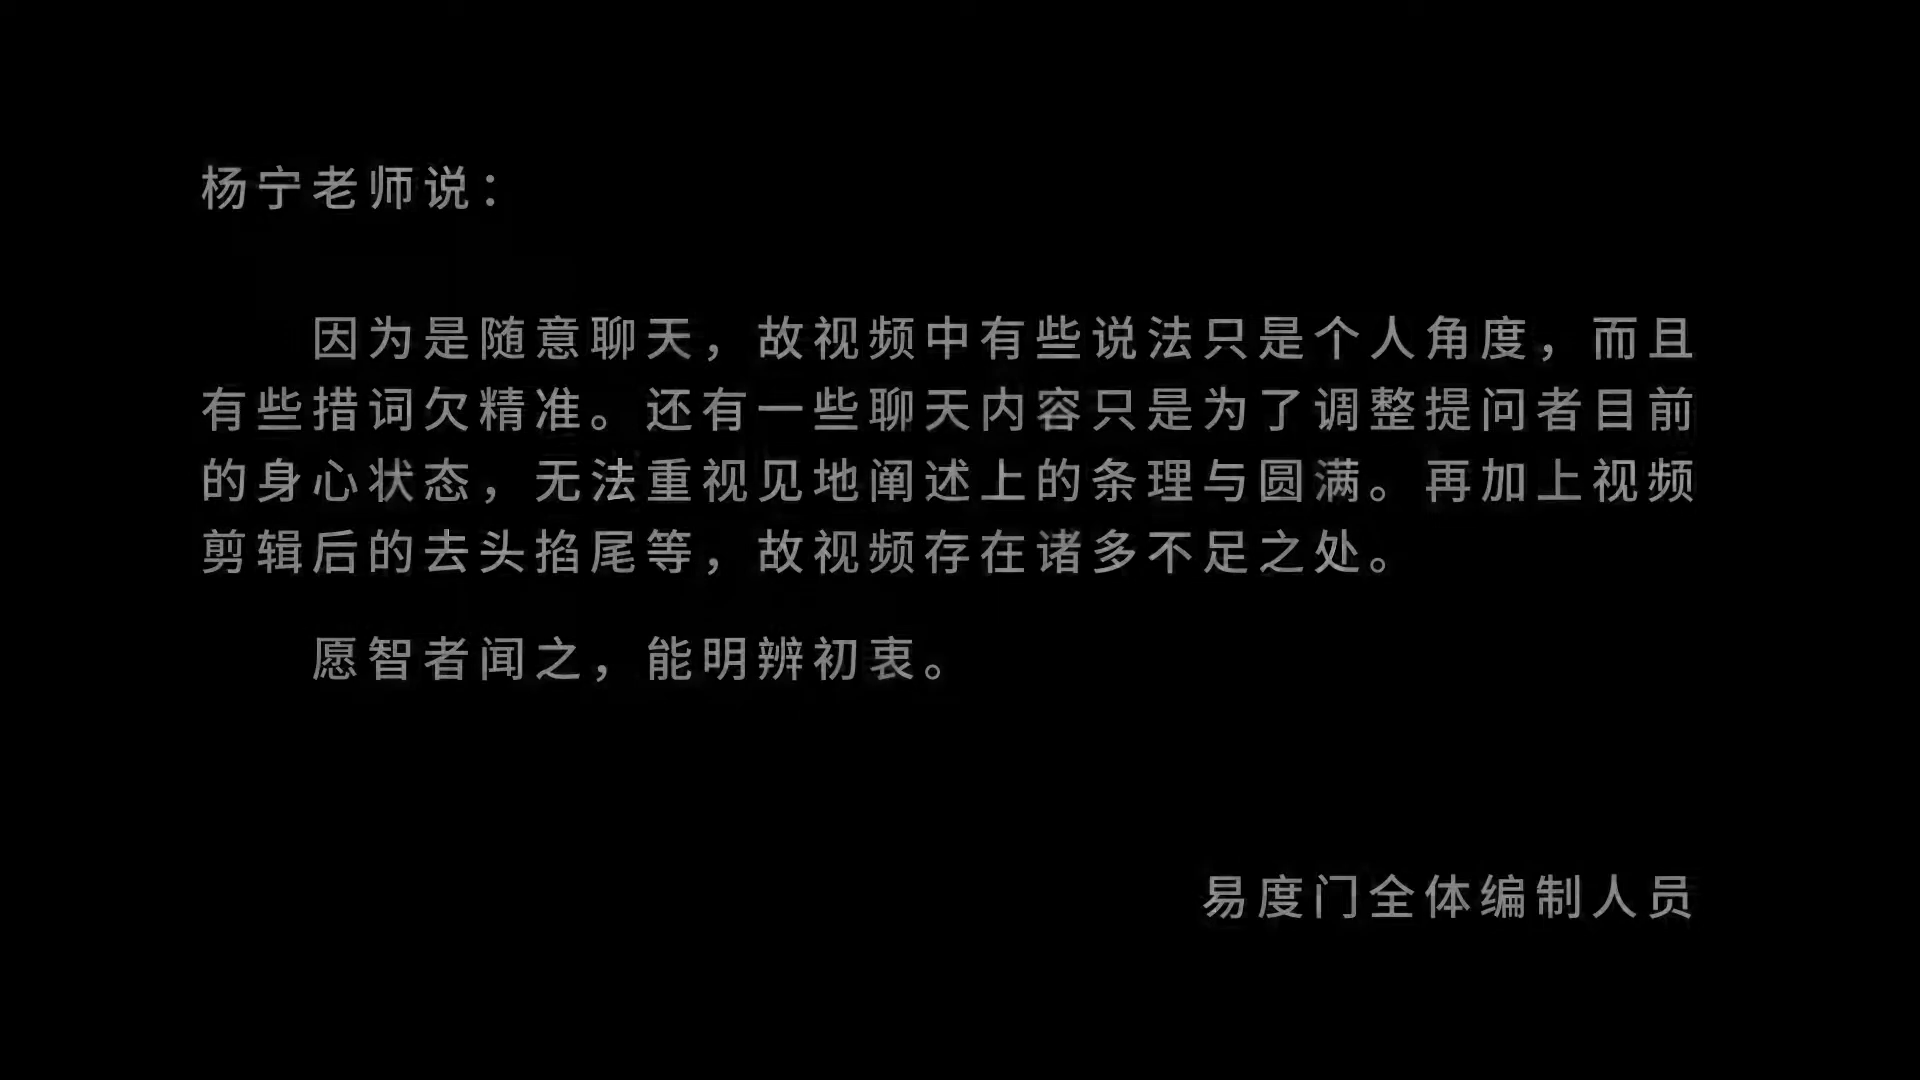 杨宁老师说：
因为是随意聊天，故视频中有些说法只是个人角度，而且
有些措词欠精准。还有一些聊天内容只是为了调整提问者目前
的身心状态，无法重视见地阐述上的条理与圆满。再加上视频
剪辑后的去头掐尾等，故视频存在诸多不足之处。
愿智者闻之，能明辨初衷。
易度门全体编制人员